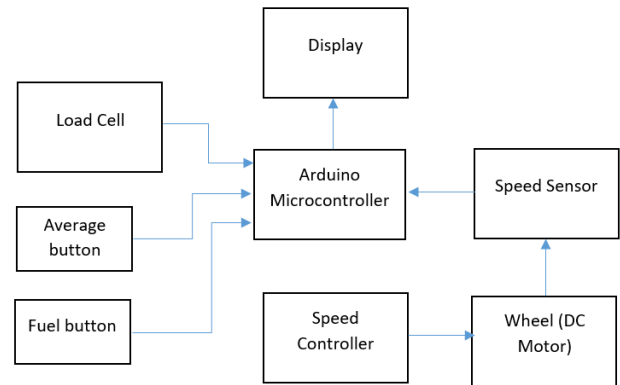 Display
Load Cell
Arduino
Microcontroller
Speed Sensor
Average
button
Fuel button
Speed
Controller
Wheel (DC
Motor)